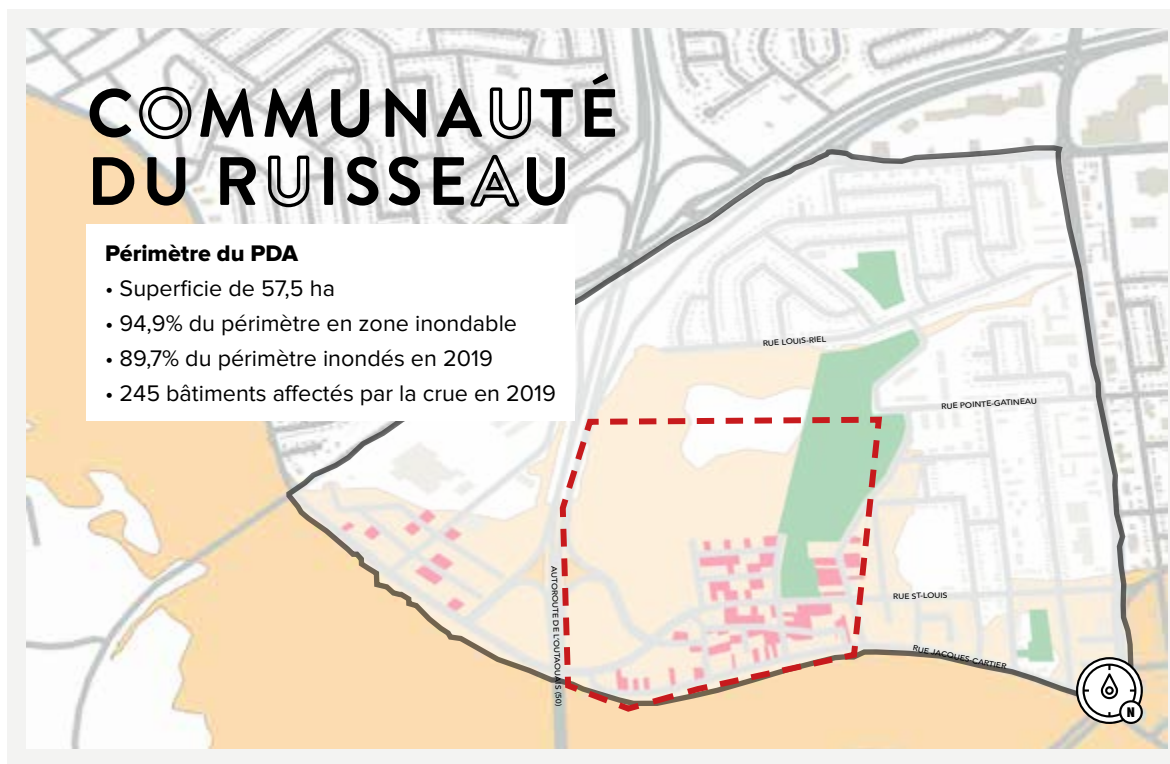 COMMUNAUTÉ
DU RUISSEAU
Périmètre du PDA
• Superficie de 57,5 ha
• 94,9% du périmètre en zone inondable
• 89,7% du périmètre inondés en 2019
• 245 bâtiments affectés par la crue en 2019
RUE LOUIS-RIEL
RUE POINTE-GATINEAU
AUTOROUTE DE L'OUTAOUAIS (50)
RUE ST-LOUIS
RUE JACQUES-CARTIER
N